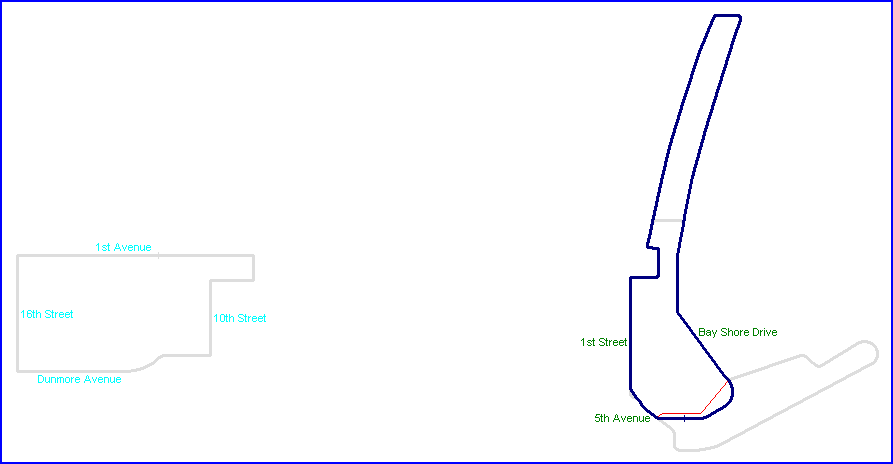 1st Avenue
16th Street
10th Street
Dunmore Avenue
Bay Shore Drive
1st Street
5th Avenue